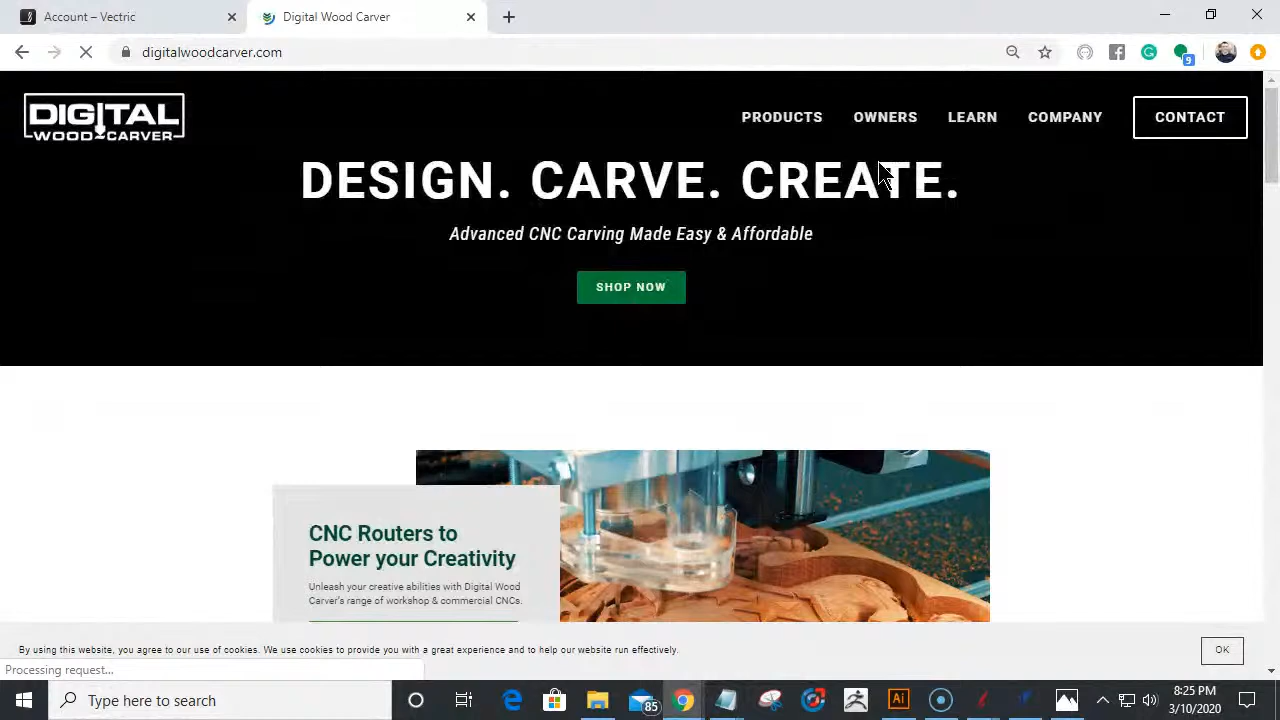 Account – Vectric
Digital Wood Carver
digitalwoodcarver.com
9
DIGITAL
WOOD CARVER
PRODUCTS
OWNERS
LEARN
COMPANY
CONTACT
DESIGN. CARVE. CREATE.
Advanced CNC Carving Made Easy & Affordable
SHOP NOW
CNC Routers to
Power your Creativity
Unleash your creative abilities with Digital Wood
Carver's range of workshop & commercial CNCs.
By using this website, you agree to our use of cookies. We use cookies to provide you with a great experience and to help our website run effectively.
OK
Processing request...
Type here to search
85
Ai
8:25 PM
3/10/2020